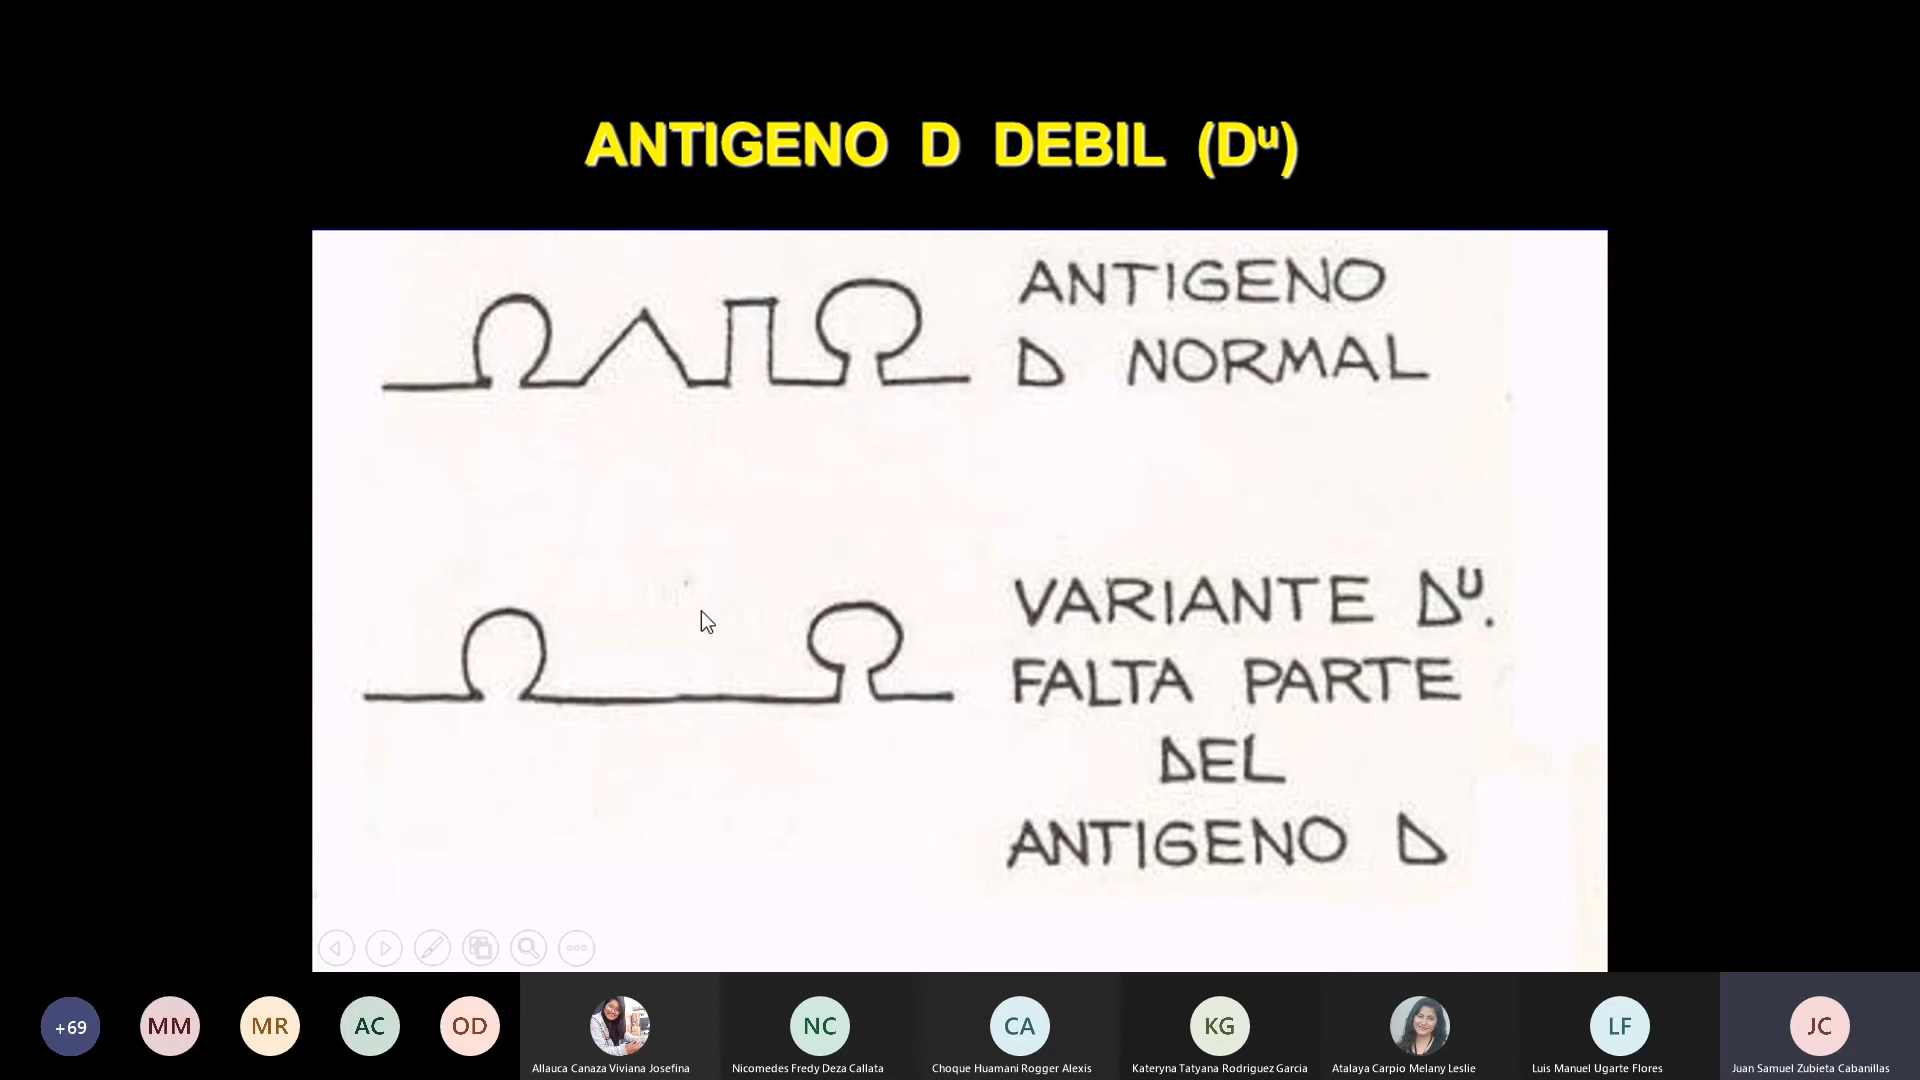 ANTIGENO D DEBIL (Dᵘ)
ANTIGENO
D NORMAL
VARIANTE Dᵁ.
FALTA PARTE
DEL
ANTIGENO D
+69
MM
MR
AC
OD
NC
CA
KG
LF
JC
Allauca Canaza Viviana Josefina
Nicomedes Fredy Deza Callata
Choque Huamani Rogger Alexis
Kateryna Tatyana Rodriguez Garcia
Atalaya Carpio Melany Leslie
Luis Manuel Ugarte Flores
Juan Samuel Zubieta Cabanillas